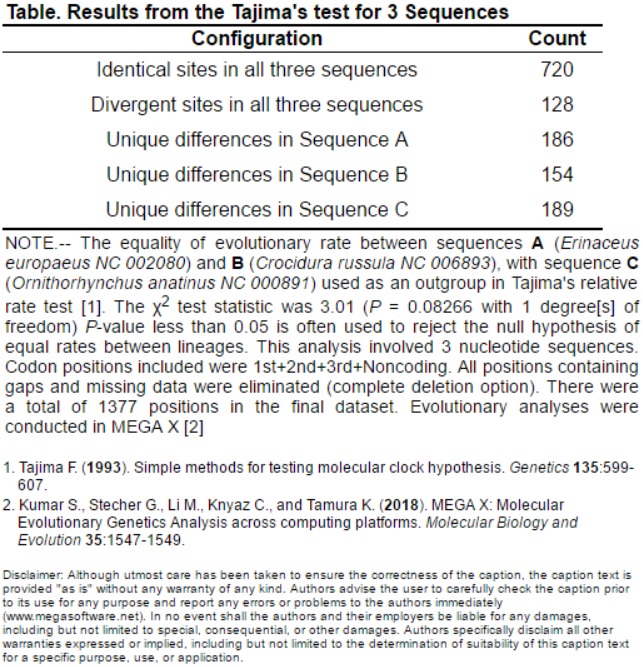 Table. Results from the Tajima's test for 3 Sequences
Configuration Count
Identical sites in all three sequences 720
Divergent sites in all three sequences 128
Unique differences in Sequence A 186
Unique differences in Sequence B 154
Unique differences in Sequence C 189
NOTE.-- The equality of evolutionary rate between sequences A (Erinaceus
europaeus NC 002080) and B (Crocidura russula NC 006893), with sequence C
(Ornithorhynchus anatinus NC 000891) used as an outgroup in Tajima's relative
rate test [1]. The χ2 test statistic was 3.01 (P = 0.08266 with 1 degree[s] of
freedom) P-value less than 0.05 is often used to reject the null hypothesis of
equal rates between lineages. This analysis involved 3 nucleotide sequences.
Codon positions included were 1st+2nd+3rd+Noncoding. All positions containing
gaps and missing data were eliminated (complete deletion option). There were
a total of 1377 positions in the final dataset. Evolutionary analyses were
conducted in MEGA X [2]
1. Tajima F. (1993). Simple methods for testing molecular clock hypothesis. Genetics 135:599-
607.
2. Kumar S., Stecher G., Li M., Knyaz C., and Tamura K. (2018). MEGA X: Molecular
Evolutionary Genetics Analysis across computing platforms. Molecular Biology and
Evolution 35:1547-1549.
Disclaimer: Although utmost care has been taken to ensure the correctness of the caption, the caption text is
provided "as is" without any warranty of any kind. Authors advise the user to carefully check the caption prior
to its use for any purpose and report any errors or problems to the authors immediately
(www.megasoftware.net). In no event shall the authors and their employers be liable for any damages,
including but not limited to special, consequential, or other damages. Authors specifically disclaim all other
warranties expressed or implied, including but not limited to the determination of suitability of this caption text
for a specific purpose, use, or application.